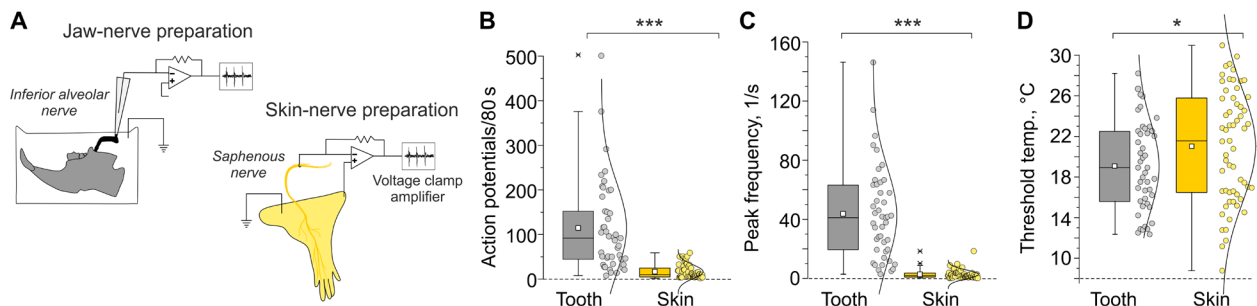 A
Jaw-nerve preparation
Inferior alveolar
nerve
Skin-nerve preparation
Saphenous
nerve
Voltage clamp
amplifier
B
***
Action potentials/80 s
500
400
300
200
100
0
Tooth
Skin
C
***
Peak frequency, 1/s
160
120
80
40
0
Tooth
Skin
D
*
Threshold temp., °C
30
26
22
18
14
10
Tooth
Skin